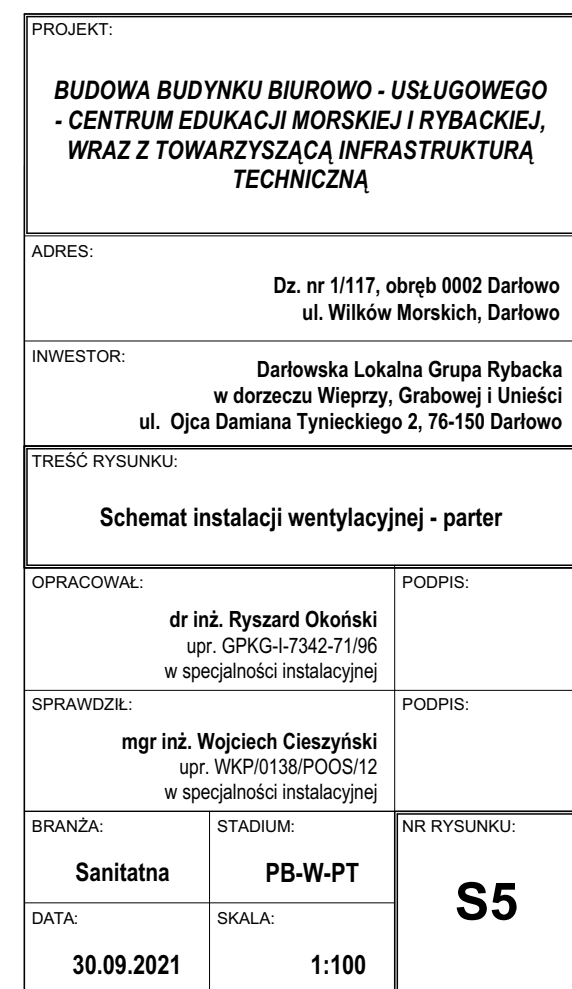 PROJEKT:
BUDOWA BUDYNKU BIUROWO - USŁUGOWEGO
- CENTRUM EDUKACJI MORSKIEJ I RYBACKIEJ,
WRAZ Z TOWARZYSZĄCĄ INFRASTRUKTURĄ
TECHNICZNĄ
ADRES:
Dz. nr 1/117, obręb 0002 Darłowo
ul. Wilków Morskich, Darłowo
INWESTOR:
Darłowska Lokalna Grupa Rybacka
w dorzeczu Wieprzy, Grabowej i Unieści
ul. Ojca Damiana Tynieckiego 2, 76-150 Darłowo
TREŚĆ RYSUNKU:
Schemat instalacji wentylacyjnej - parter
OPRACOWAŁ:
dr inż. Ryszard Okoński
upr. GPKG-I-7342-71/96
w specjalności instalacyjnej
PODPIS:
SPRAWDZIŁ:
mgr inż. Wojciech Cieszyński
upr. WKP/0138/POOS/12
w specjalności instalacyjnej
PODPIS:
BRANŻA:
Sanitatna
STADIUM:
PB-W-PT
NR RYSUNKU:
S5
DATA:
30.09.2021
SKALA:
1:100